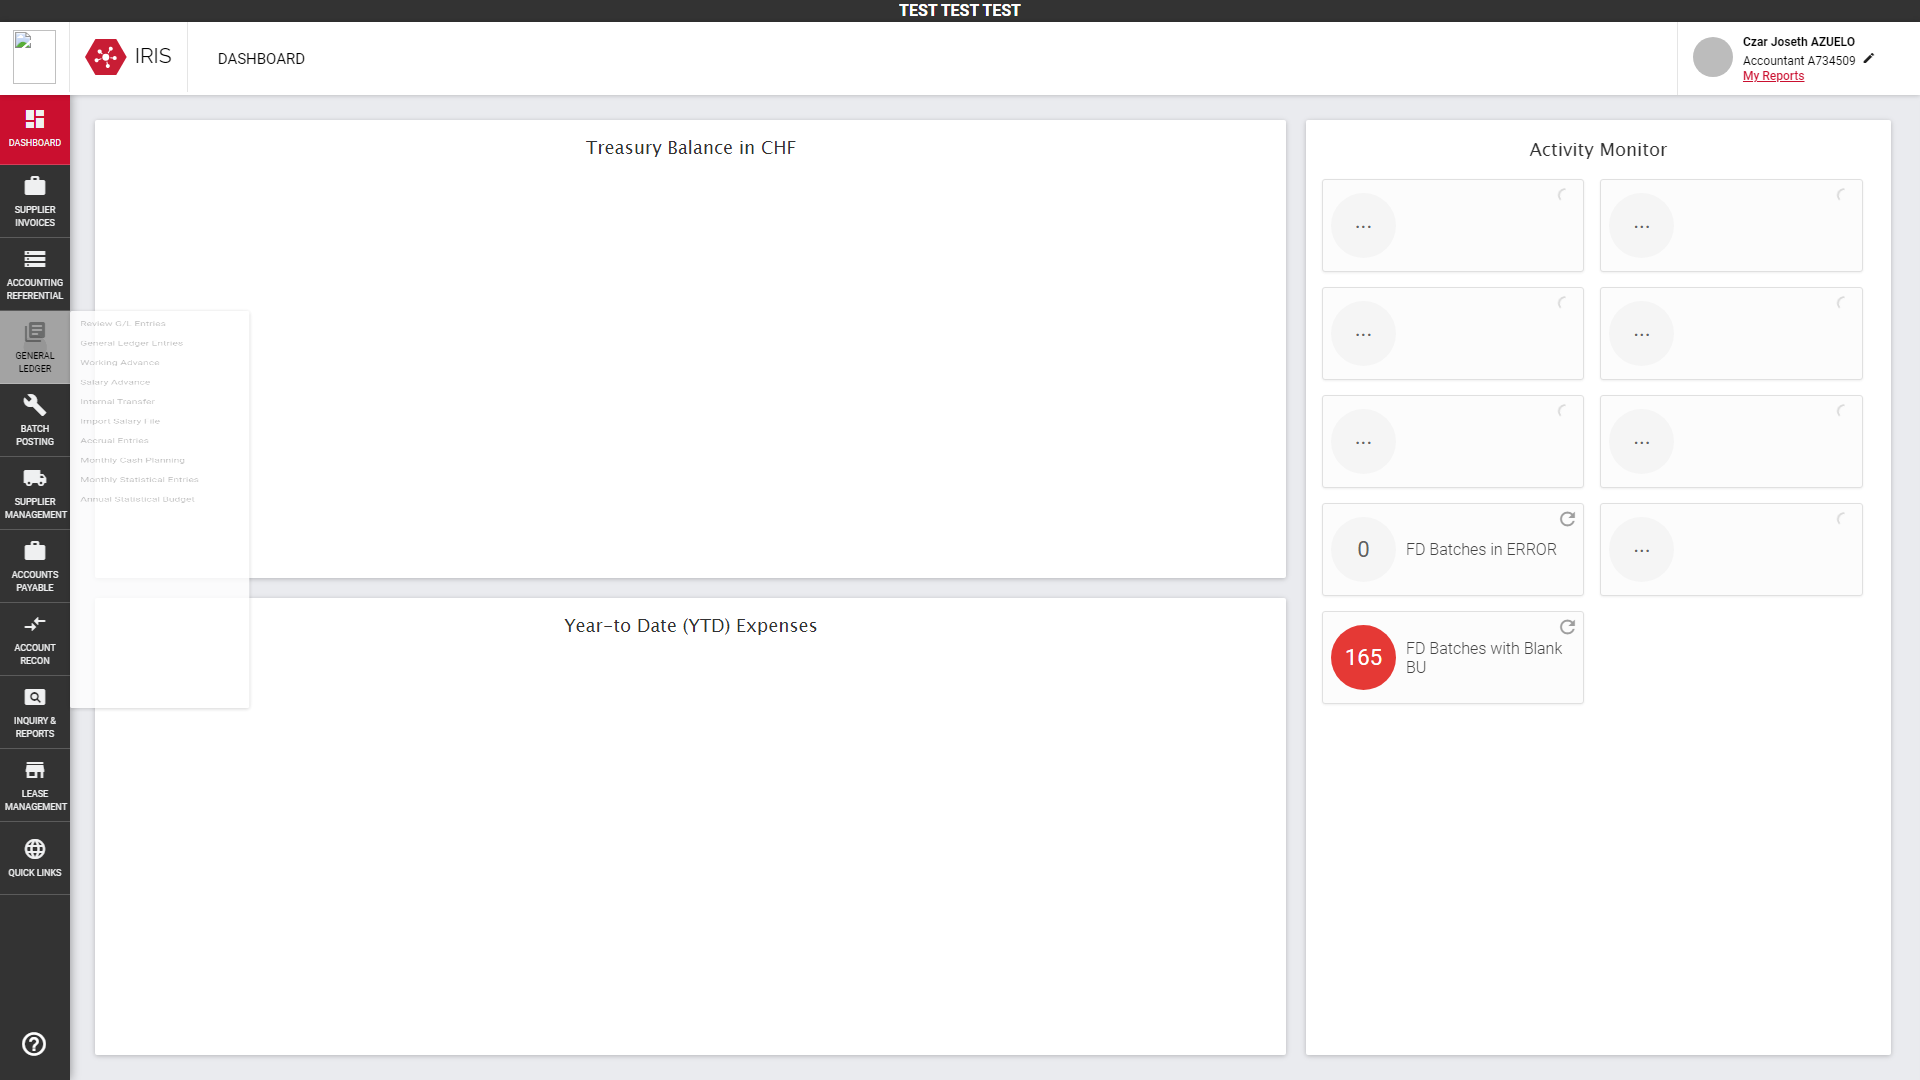 TEST TEST TEST
IRIS
DASHBOARD
Czar Joseth AZUELO
Accountant A734509
My Reports
DASHBOARD
SUPPLIER
INVOICES
ACCOUNTING
REFERENTIAL
GENERAL
LEDGER
BATCH
POSTING
SUPPLIER
MANAGEMENT
ACCOUNTS
PAYABLE
ACCOUNT
RECON
INQUIRY &
REPORTS
LEASE
MANAGEMENT
QUICK LINKS
Review G/L Entries
General Ledger Entries
Working Advance
Salary Advance
Internal Transfer
Import Salary File
Accrual Entries
Monthly Cash Planning
Monthly Statistical Entries
Annual Statistical Budget
Treasury Balance in CHF
Year-to Date (YTD) Expenses
Activity Monitor
...
...
...
...
...
...
0
FD Batches in ERROR
...
165
FD Batches with Blank
BU